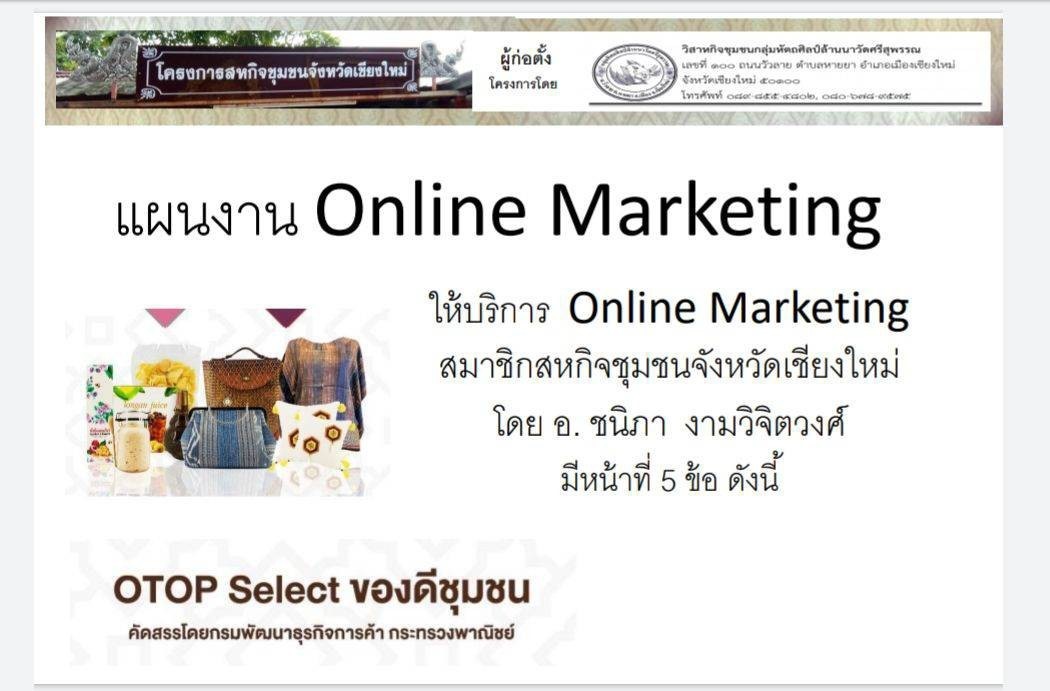 โครงการสหกิจชุมชนจังหวัดเชียงใหม่
ผู้ก่อตั้ง
โครงการโดย
วิสาหกิจชุมชนกลุ่มหัตถศิลป์ล้านนาวัดศรีสุพรรณ
เลขที่ ๑๐๐ ถนนวัวลาย ตำบลหายยา อำเภอเมืองเชียงใหม่
จังหวัดเชียงใหม่ ๕๐๑๐๐
โทรศัพท์
แผนงาน Online Marketing
ให้บริการ Online Marketing
สมาชิกสหกิจชุมชนจังหวัดเชียงใหม่
โดย อ. ชนิภา งามวิจิตวงศ์
มีหน้าที่ 5 ข้อ ดังนี้
longan juice
OTOP Select ของดีชุมชน
คัดสรรโดยกรมพัฒนาธุรกิจการค้า กระทรวงพาณิชย์